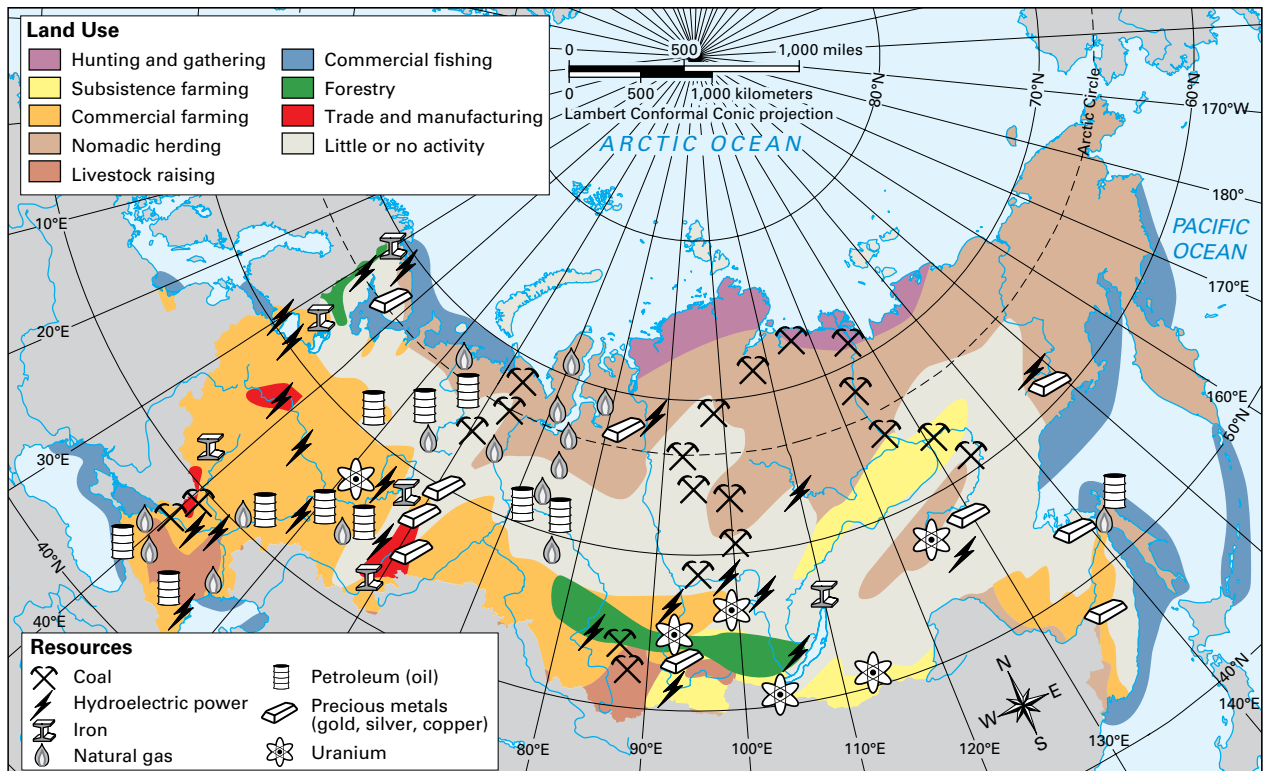 Land Use
Hunting and gathering
Subsistence farming
Commercial farming
Nomadic herding
Livestock raising
Commercial fishing
Forestry
Trade and manufacturing
Little or no activity
0 500 1,000 miles
0 500 1,000 kilometers
Lambert Conformal Conic projection
ARCTIC OCEAN
80°N
70°N
Arctic Circle
60°N
170°W
180°
PACIFIC
OCEAN
170°E
160°E
50°N
10°E
20°E
30°E
40°N
40°E
40°N
140°E
130°E
120°E
110°E
100°E
90°E
80°E
N
E
W
S
Resources
Coal
Hydroelectric power
Iron
Natural gas
Petroleum (oil)
Precious metals
(gold, silver, copper)
Uranium